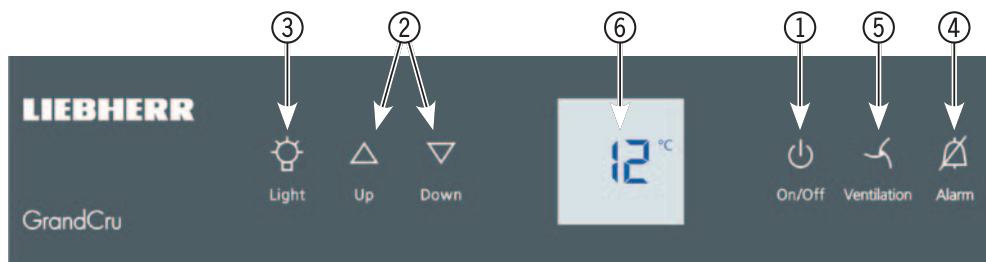 3 2 6 1 5 4
LIEBHERR
12 °C
Light Up Down On/Off Ventilation Alarm
GrandCru